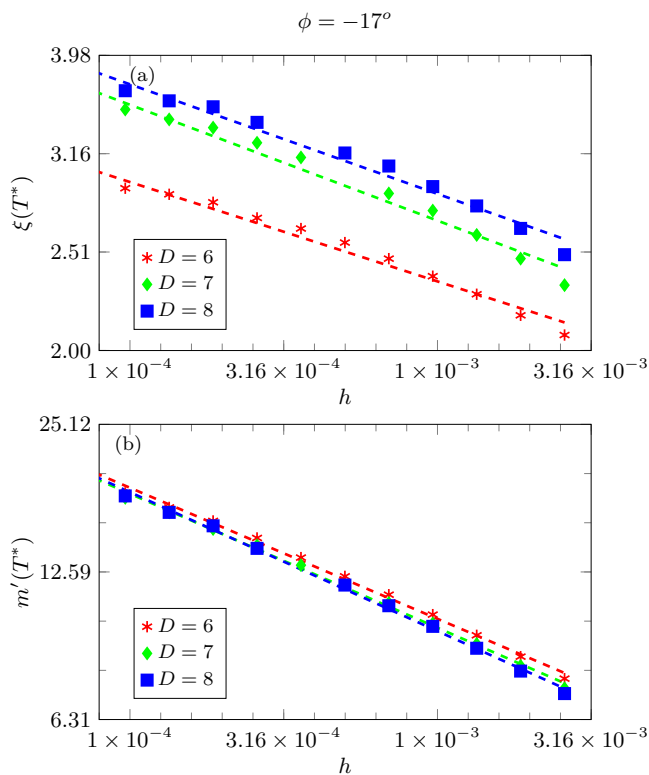 ϕ = −17ᵒ
(a)
3.98
3.16
2.51
2.00
ξ(T*)
D = 6
D = 7
D = 8
1 × 10⁻⁴
3.16 × 10⁻⁴
1 × 10⁻³
3.16 × 10⁻³
h
(b)
25.12
12.59
6.31
m′(T*)
D = 6
D = 7
D = 8
1 × 10⁻⁴
3.16 × 10⁻⁴
1 × 10⁻³
3.16 × 10⁻³
h